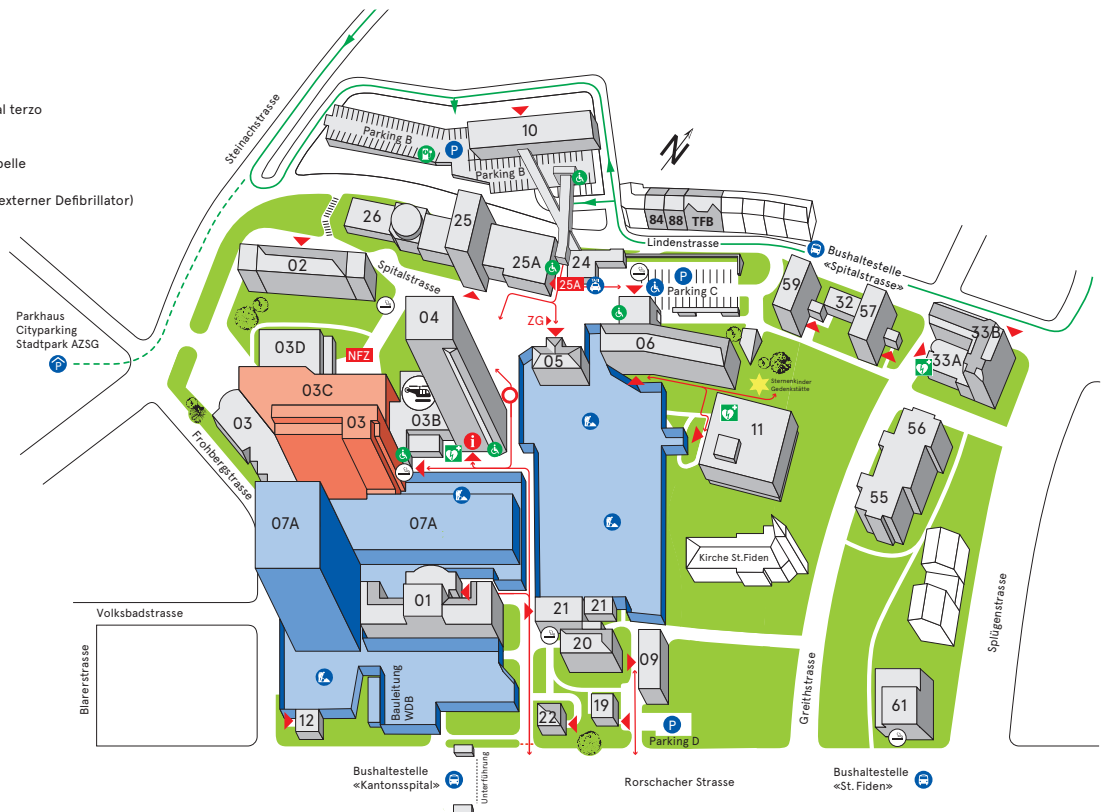 al terzo
pelle
externer Defibrillator)
Steinachstrasse
Parking B
P
10
Parking B
N
84 88 TFB
Lindenstrasse
Bushaltestelle
«Spitalstrasse»
26
25
25A
24
25A
P
Parking C
02
Spitalstrasse
59
32
57
33B
33A
Parkhaus
Cityparking
Stadtpark AZSG
P
04
ZG
03D
NFZ
05
06
Sternenkinder
Gedenkstätte
03C
03
03
03B
i
11
56
55
Frohbergstrasse
07A
07A
Kirche St.Fiden
01
21
21
20
09
Volksbadstrasse
Blarerstrasse
Bauleitung
WDB
12
22
19
P
Parking D
61
Greithstrasse
Splügenstrasse
Bushaltestelle
«Kantonsspital»
Unterführung
Rorschacher Strasse
Bushaltestelle
«St. Fiden»